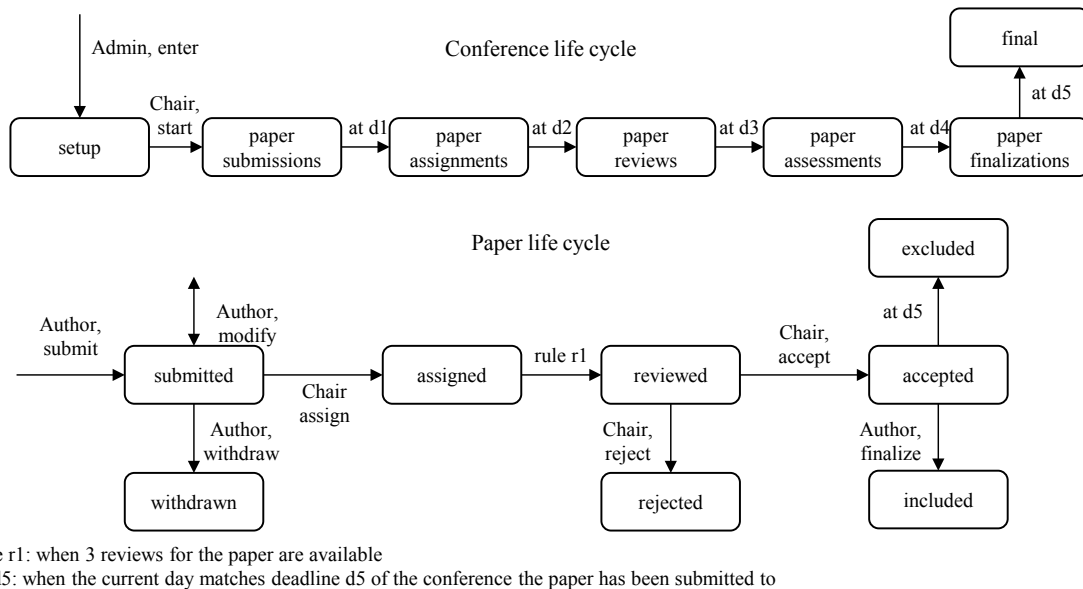 Admin, enter
Conference life cycle
final
at d5
Chair,
start
setup
paper
submissions
at d1
paper
assignments
at d2
paper
reviews
at d3
paper
assessments
at d4
paper
finalizations
Paper life cycle
excluded
at d5
Author,
submit
Author,
modify
submitted
Chair
assign
assigned
rule r1
reviewed
Chair,
accept
accepted
Author,
withdraw
withdrawn
Chair,
reject
rejected
Author,
finalize
included
r1: when 3 reviews for the paper are available
d5: when the current day matches deadline d5 of the conference the paper has been submitted to